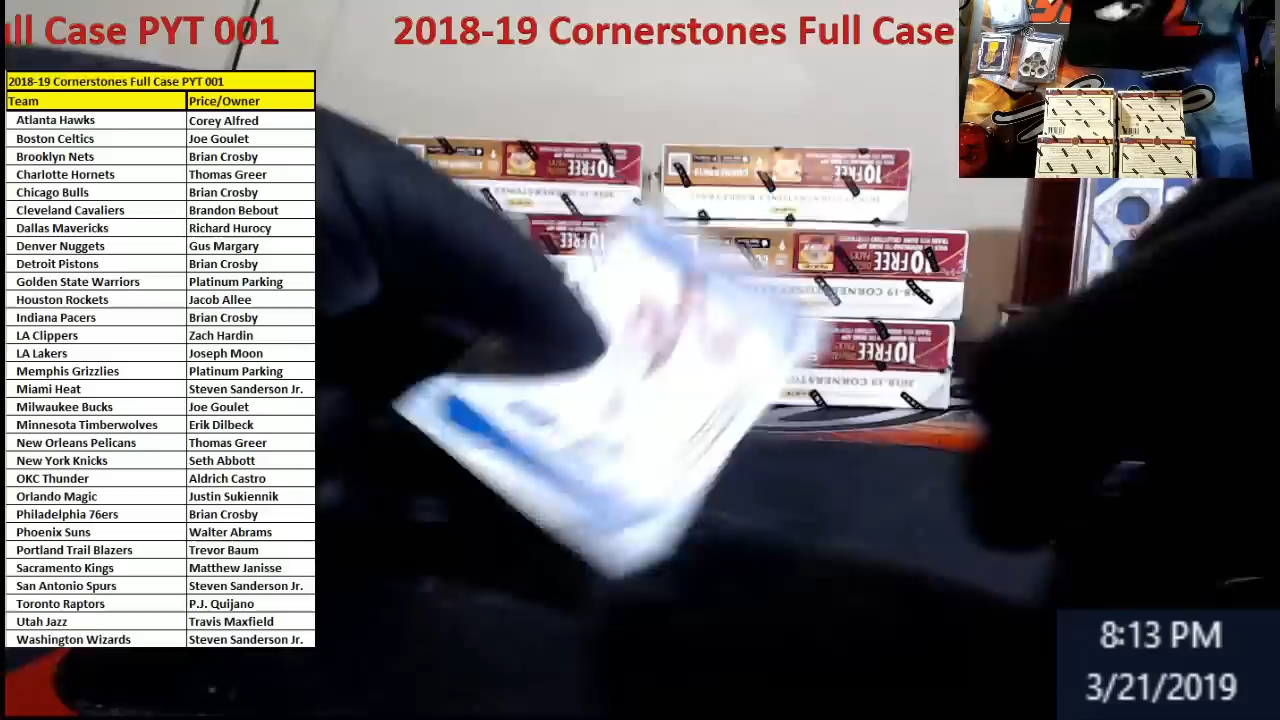 ull Case PYT 001 2018-19 Cornerstones Full Case
2018-19 Cornerstones Full Case PYT 001
Team Price/Owner
Atlanta Hawks Corey Alfred
Boston Celtics Joe Goulet
Brooklyn Nets Brian Crosby
Charlotte Hornets Thomas Greer
Chicago Bulls Brian Crosby
Cleveland Cavaliers Brandon Bebout
Dallas Mavericks Richard Hurocy
Denver Nuggets Gus Margary
Detroit Pistons Brian Crosby
Golden State Warriors Platinum Parking
Houston Rockets Jacob Allee
Indiana Pacers Brian Crosby
LA Clippers Zach Hardin
LA Lakers Joseph Moon
Memphis Grizzlies Platinum Parking
Miami Heat Steven Sanderson Jr.
Milwaukee Bucks Joe Goulet
Minnesota Timberwolves Erik Dilbeck
New Orleans Pelicans Thomas Greer
New York Knicks Seth Abbott
OKC Thunder Aldrich Castro
Orlando Magic Justin Sukiennik
Philadelphia 76ers Brian Crosby
Phoenix Suns Walter Abrams
Portland Trail Blazers Trevor Baum
Sacramento Kings Matthew Janisse
San Antonio Spurs Steven Sanderson Jr.
Toronto Raptors P.J. Quijano
Utah Jazz Travis Maxfield
Washington Wizards Steven Sanderson Jr.
10 FREE
10 FREE
FREE
10 FREE
10 FREE
2018-19 CORNERSTONES
8:13 PM
3/21/2019